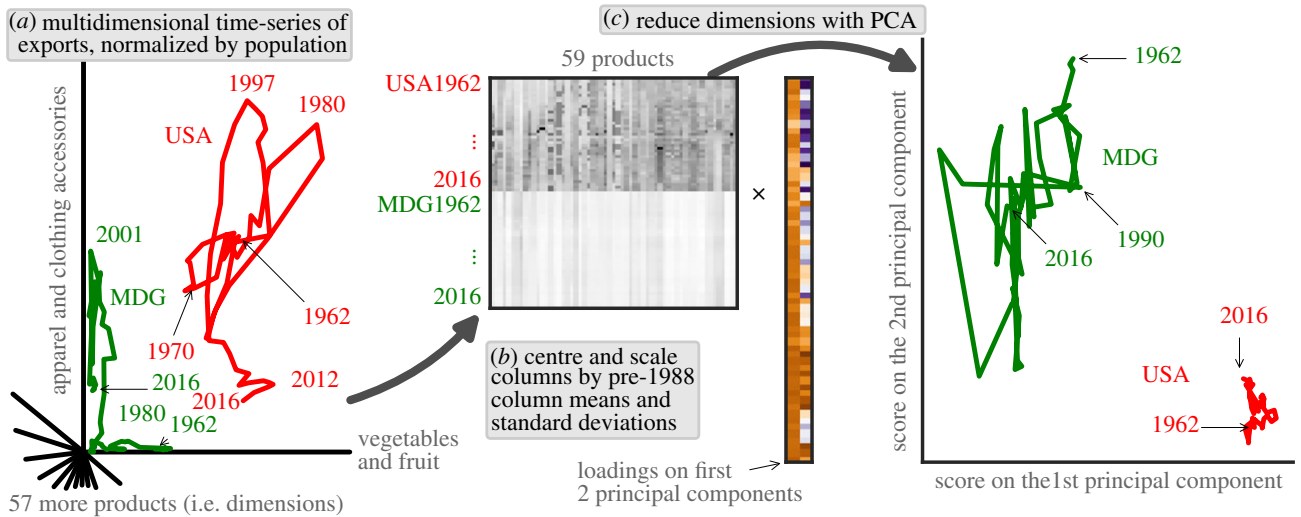 (a) multidimensional time-series of
exports, normalized by population
apparel and clothing accessories
1997
1980
USA
2001
MDG
1970
1962
2016
2012
2016
1980
1962
vegetables
and fruit
57 more products (i.e. dimensions)
(c) reduce dimensions with PCA
59 products
USA1962
...
2016
MDG1962
...
2016
×
(b) centre and scale
columns by pre-1988
column means and
standard deviations
loadings on first
2 principal components
score on the 2nd principal component
1962
MDG
2016
1990
2016
USA
1962
score on the1st principal component